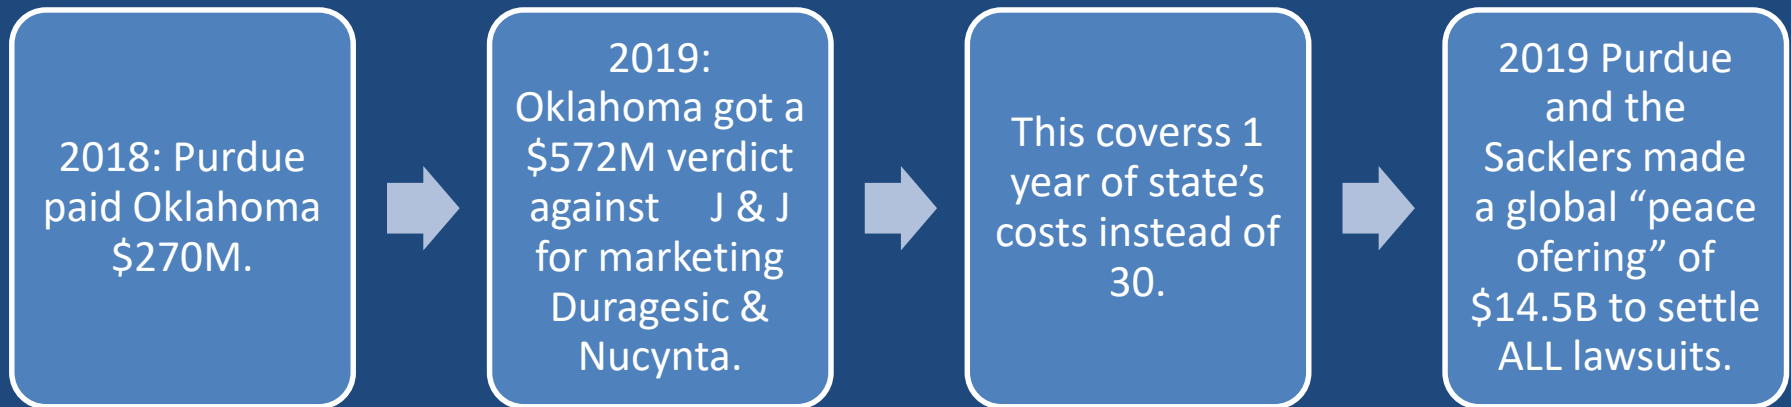 2018: Purdue
paid Oklahoma
$270M.
2019:
Oklahoma got a
$572M verdict
against J & J
for marketing
Duragesic &
Nucynta.
This coverss 1
year of state’s
costs instead of
30.
2019 Purdue
and the
Sacklers made
a global “peace
ofering” of
$14.5B to settle
ALL lawsuits.